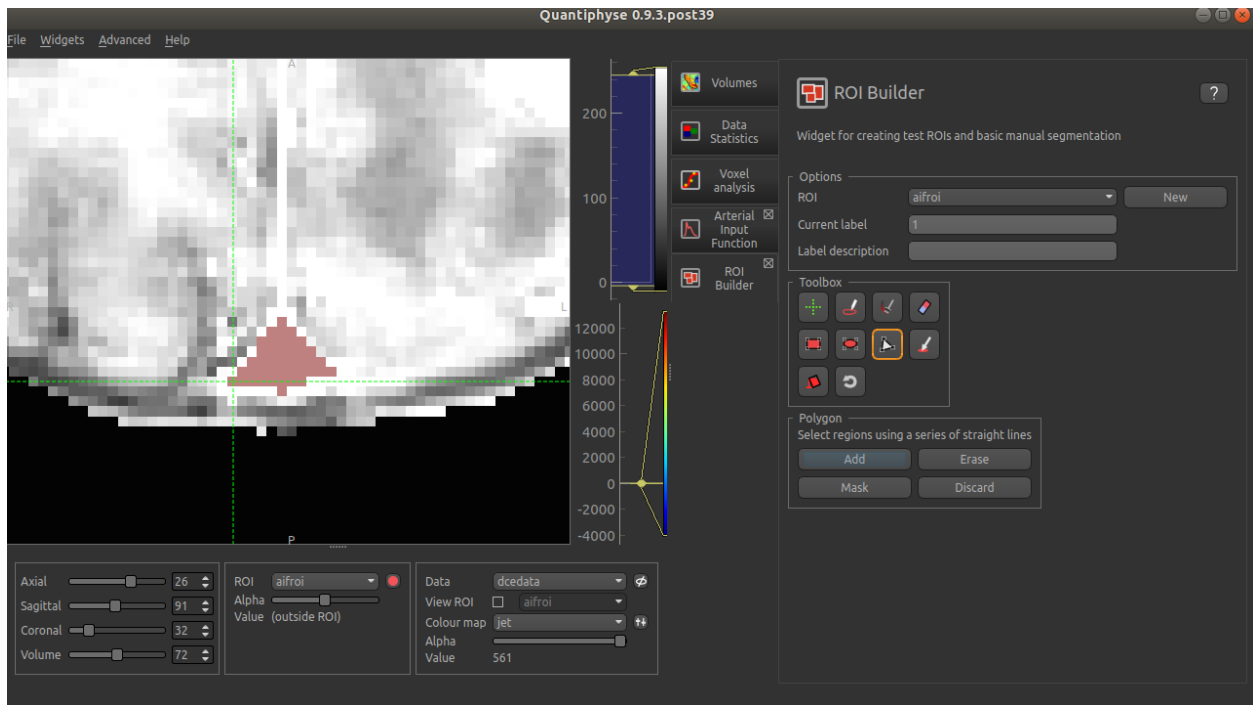 Quantiphyse 0.9.3.post39
File Widgets Advanced Help
A
L
P
200
100
0
12000
10000
8000
6000
4000
2000
0
-2000
-4000
Volumes
Data
Statistics
Voxel
analysis
Arterial
Input
Function
ROI
Builder
ROI Builder
?
Widget for creating test ROIs and basic manual segmentation
Options
ROI aifroi New
Current label 1
Label description
Toolbox
Polygon
Select regions using a series of straight lines
Add Erase
Mask Discard
Axial 26
Sagittal 91
Coronal 32
Volume 72
ROI aifroi
Alpha
Value (outside ROI)
Data dcedata
View ROI aifroi
Colour map jet
Alpha
Value 561